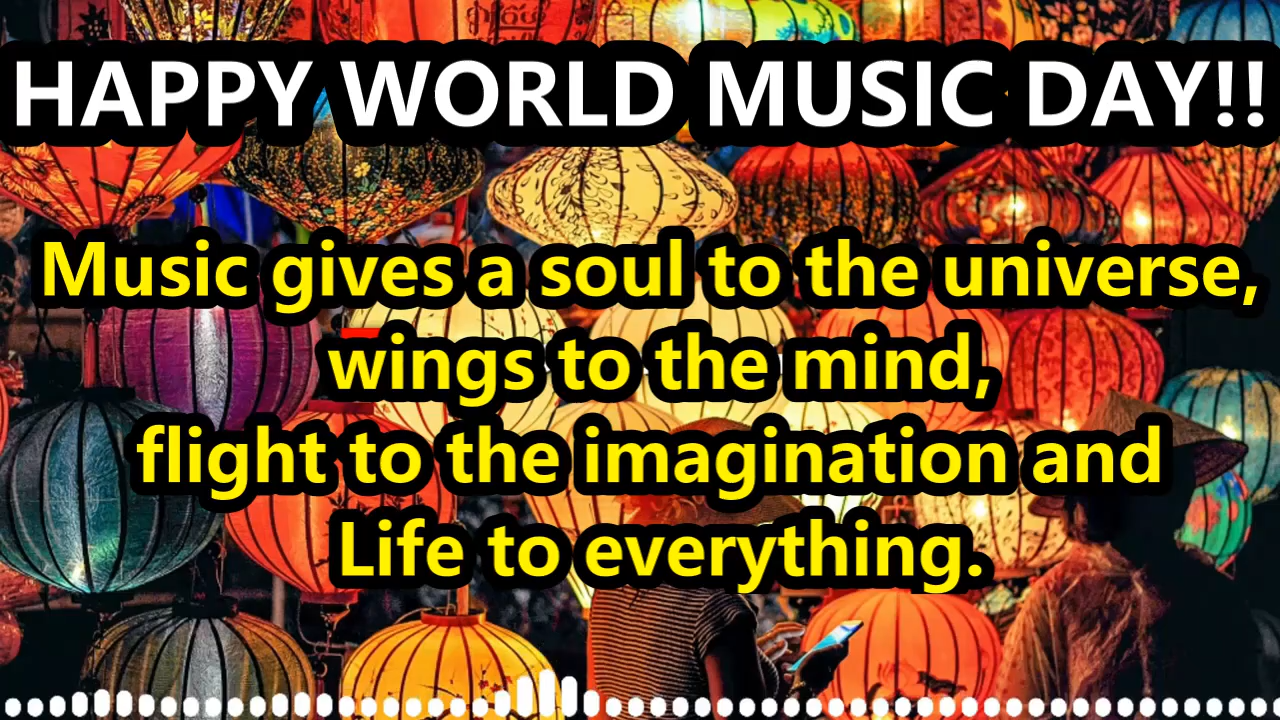 HAPPY WORLD MUSIC DAY!!
Music gives a soul to the universe,
wings to the mind,
flight to the imagination and
Life to everything.